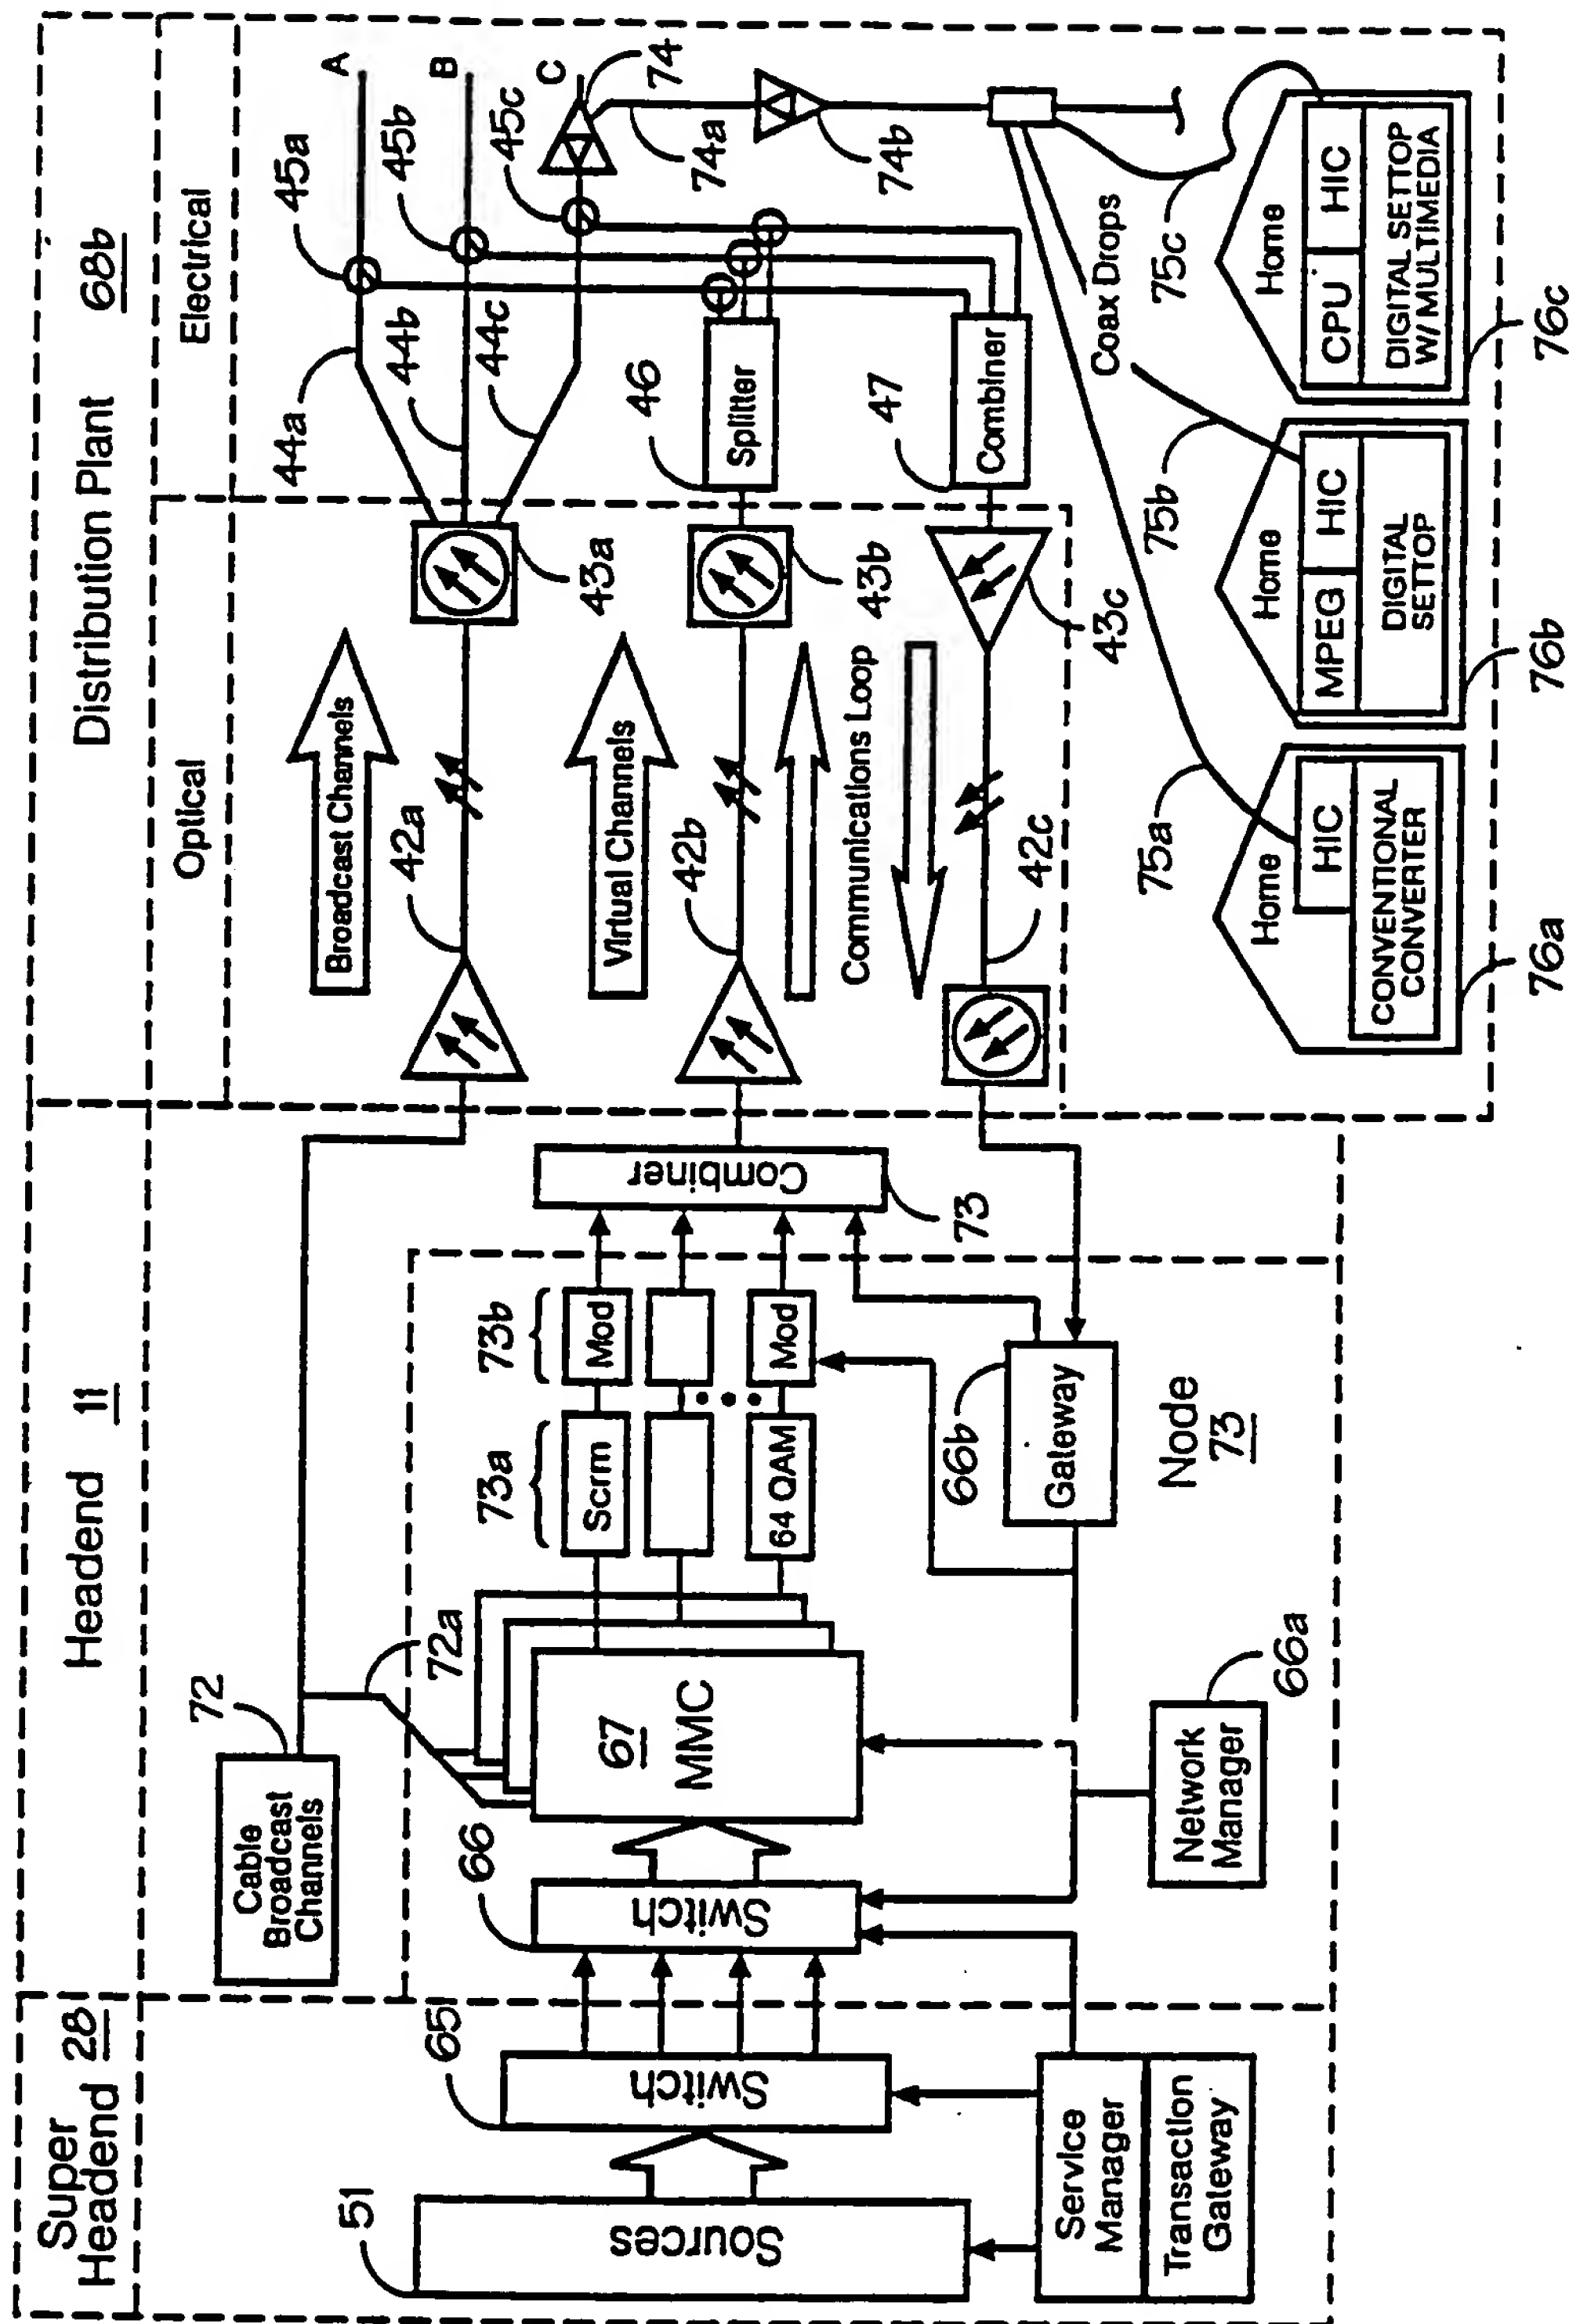 Super
Headend 28
Headend 11
Distribution Plant 68b
Optical
Electrical
51
Sources
65
Switch
Service
Manager
Transaction
Gateway
72
Cable
Broadcast
Channels
72a
66
Switch
67
MMC
73a
Scrm
64 QAM
73b
Mod
Mod
66b
Gateway
Node
73
Network
Manager
66a
Combiner
73
Broadcast Channels
42a
43a
Virtual Channels
42b
43b
Communications Loop
42c
43c
44a
44b
44c
45a
45b
45c
A
B
C
74
74a
74b
46
Splitter
47
Combiner
Coax Drops
75a
75b
75c
Home
HIC
CONVENTIONAL
CONVERTER
76a
Home
MPEG
HIC
DIGITAL
SETTOP
76b
Home
CPU
HIC
DIGITAL SETTOP
W/ MULTIMEDIA
76c